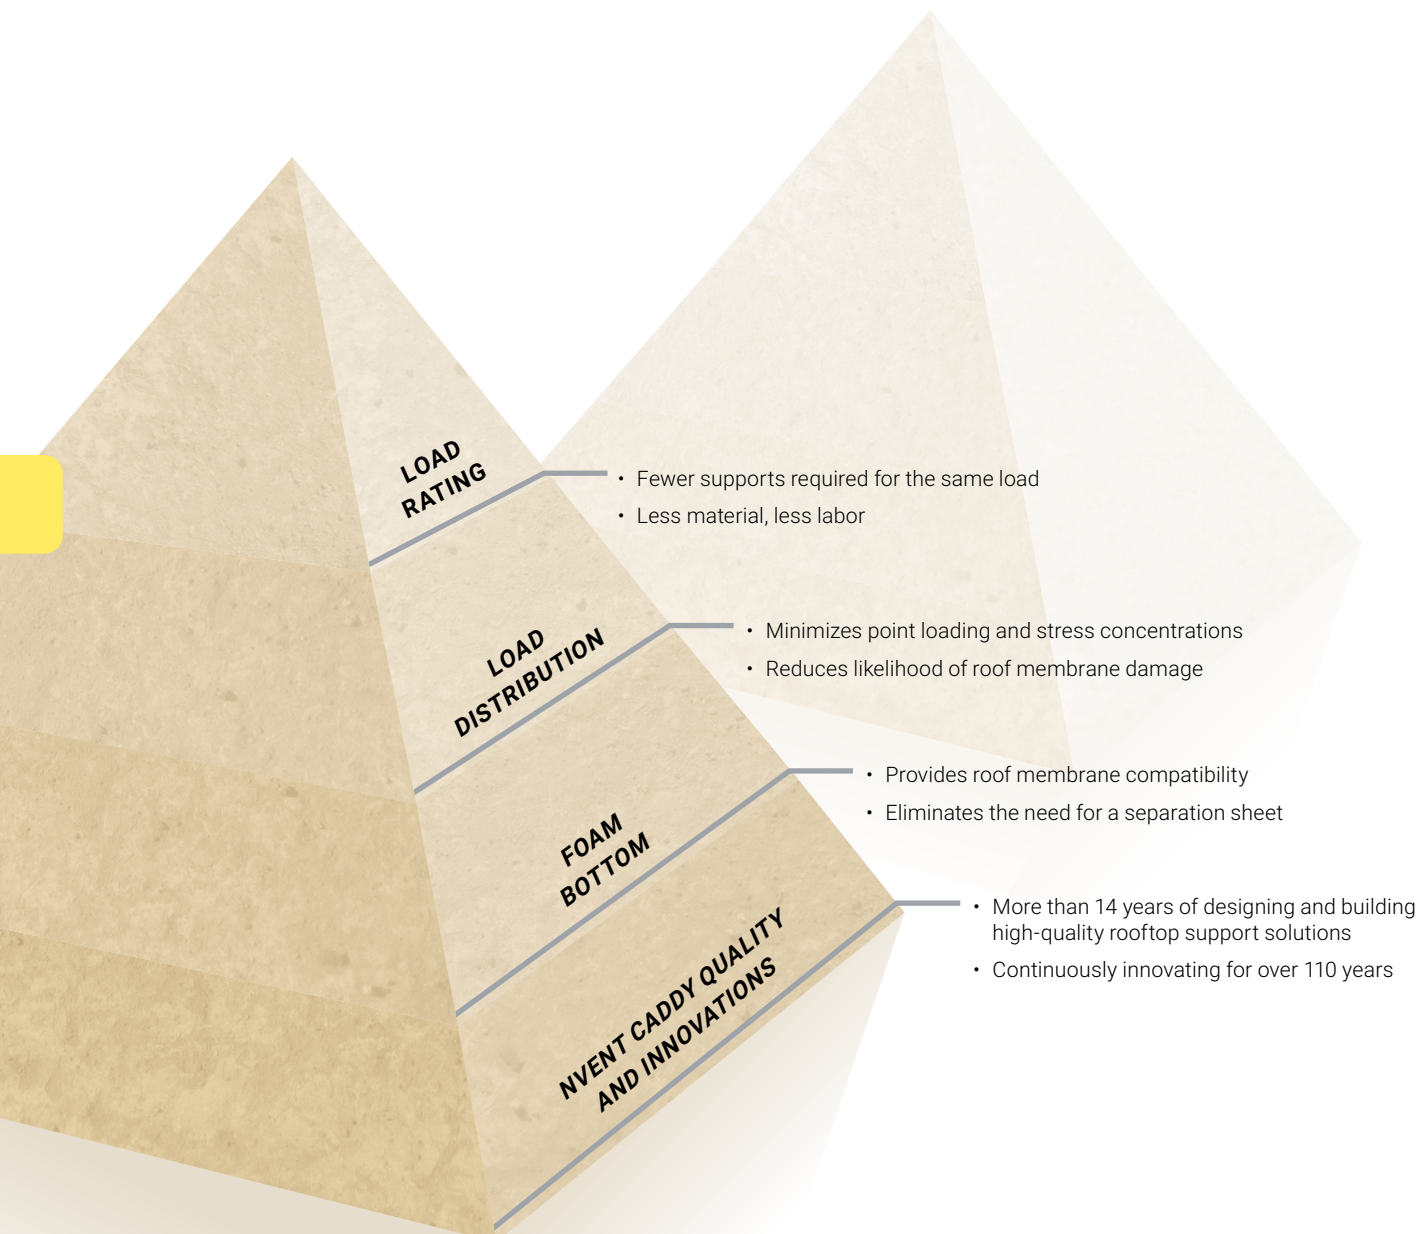 LOAD
RATING
• Fewer supports required for the same load
• Less material, less labor
LOAD
DISTRIBUTION
• Minimizes point loading and stress concentrations
• Reduces likelihood of roof membrane damage
FOAM
BOTTOM
• Provides roof membrane compatibility
• Eliminates the need for a separation sheet
NVENT CADDY QUALITY
AND INNOVATIONS
• More than 14 years of designing and building
high-quality rooftop support solutions
• Continuously innovating for over 110 years